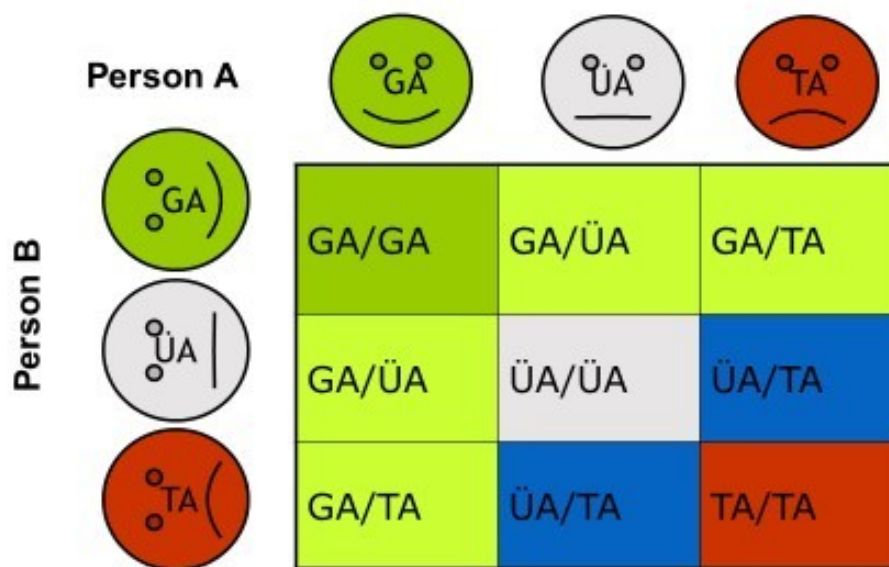 Person A
GA
ÜA
TA
Person B
GA
GA/GA
GA/ÜA
GA/TA
ÜA
GA/ÜA
ÜA/ÜA
ÜA/TA
TA
GA/TA
ÜA/TA
TA/TA